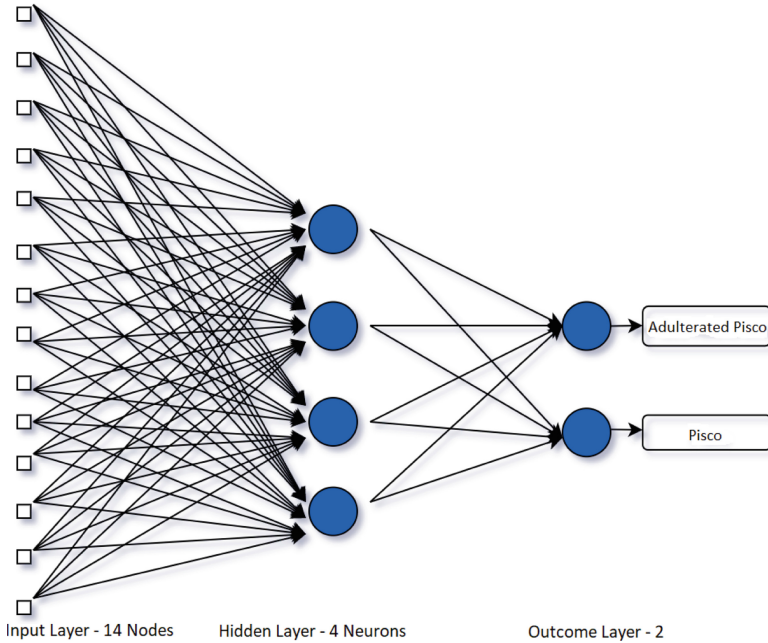 Adulterated Pisco
Pisco
Input Layer - 14 Nodes
Hidden Layer - 4 Neurons
Outcome Layer - 2